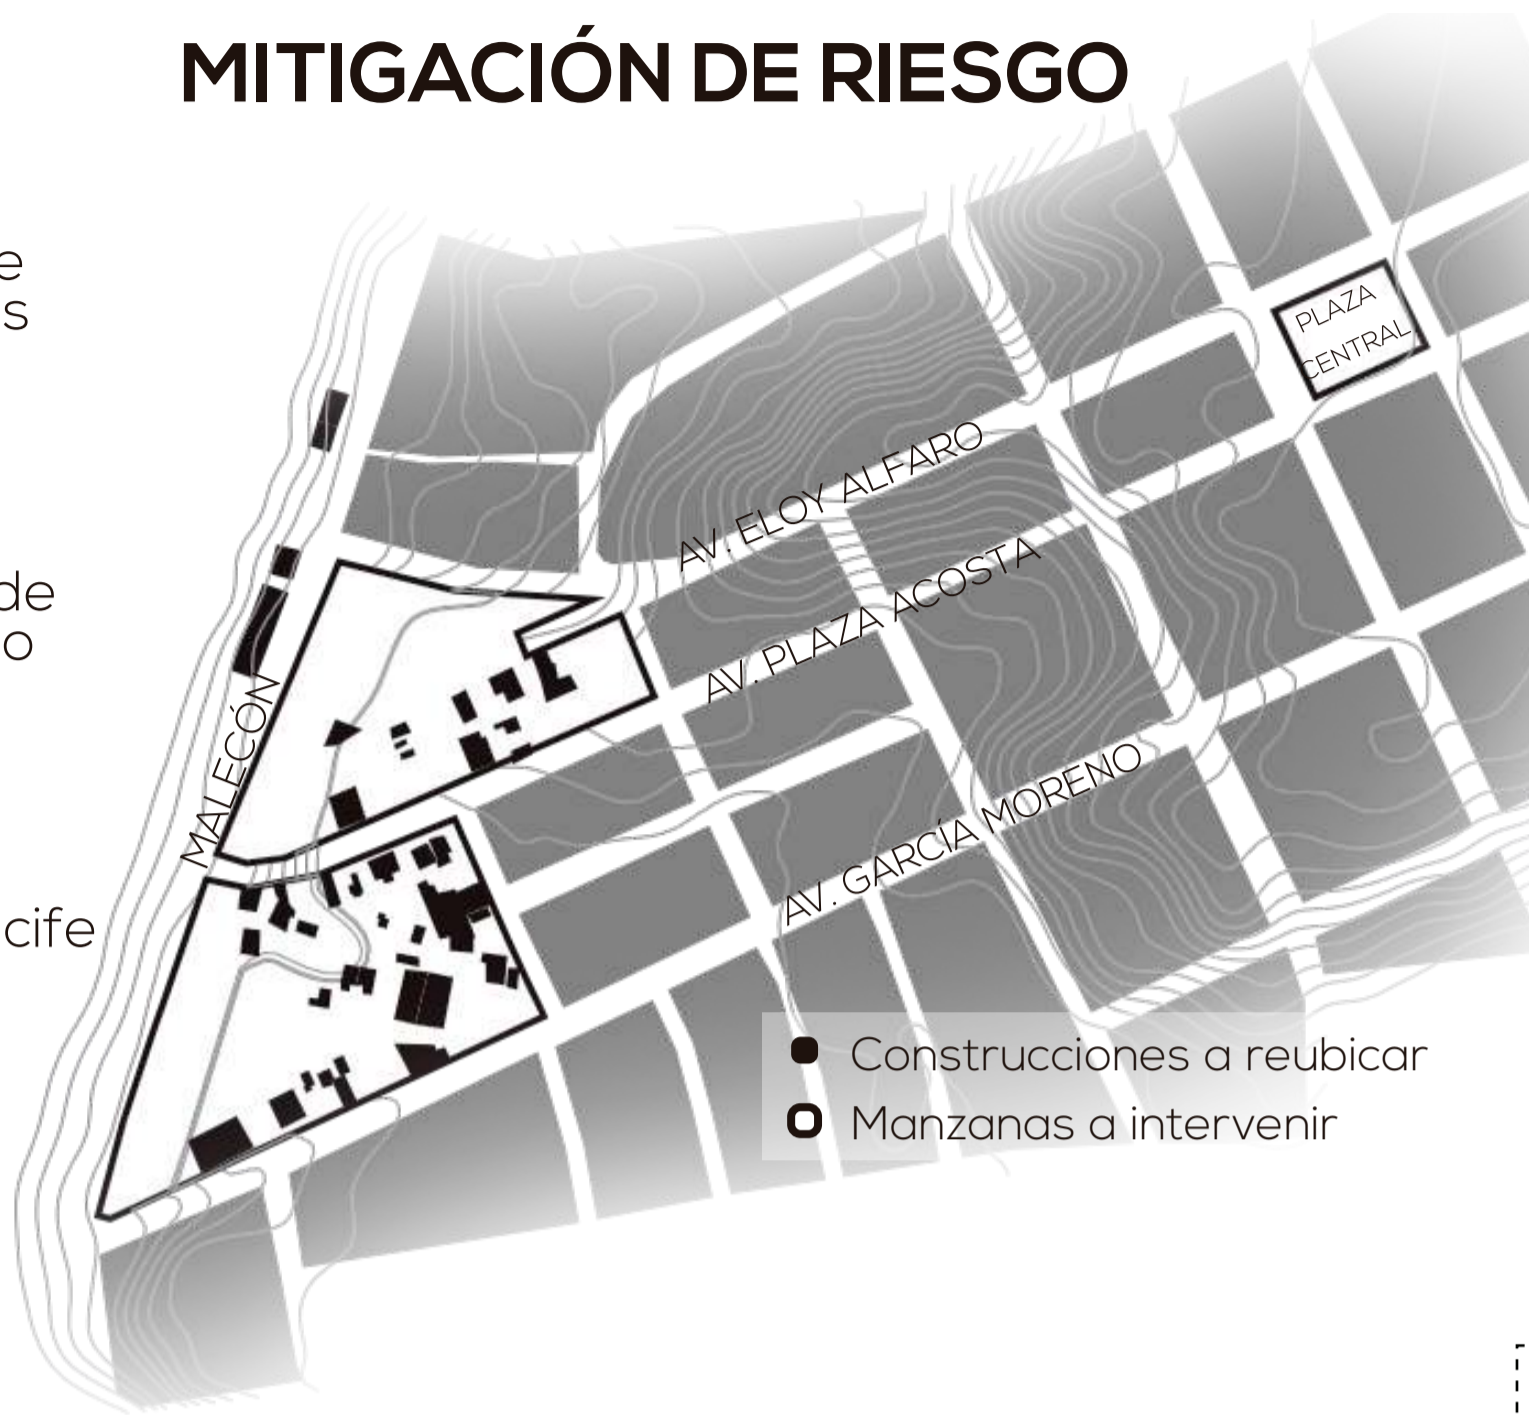 MITIGACIÓN DE RIESGO
e
s
PLAZA
CENTRAL
AV. ELOY ALFARO
AV. PLAZA ACOSTA
de
o
MALECÓN
AV. GARCÍA MORENO
cife
Construcciones a reubicar
Manzanas a intervenir